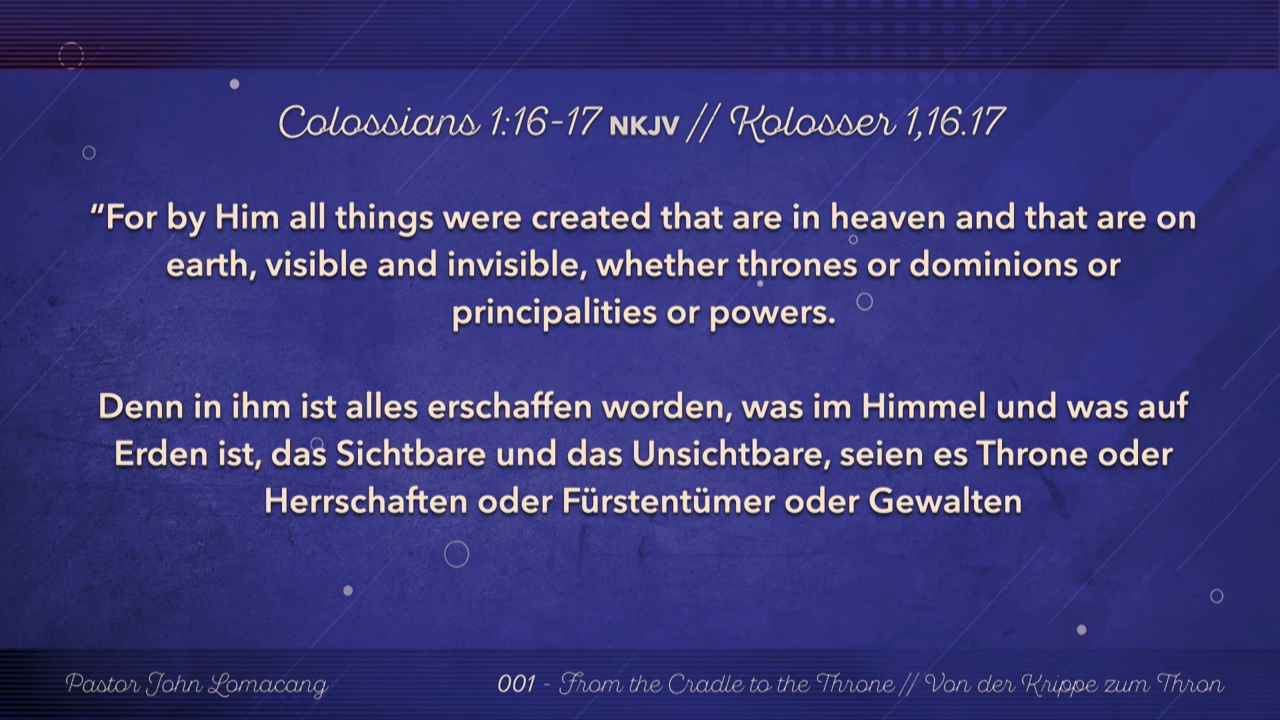 Colossians 1:16-17 NKJV // Kolosser 1,16.17
“For by Him all things were created that are in heaven and that are on
earth, visible and invisible, whether thrones or dominions or
principalities or powers.
Denn in ihm ist alles erschaffen worden, was im Himmel und was auf
Erden ist, das Sichtbare und das Unsichtbare, seien es Throne oder
Herrschaften oder Fürstentümer oder Gewalten
Pastor John Lomacang
001 - From the Cradle to the Throne // Von der Krippe zum Thron